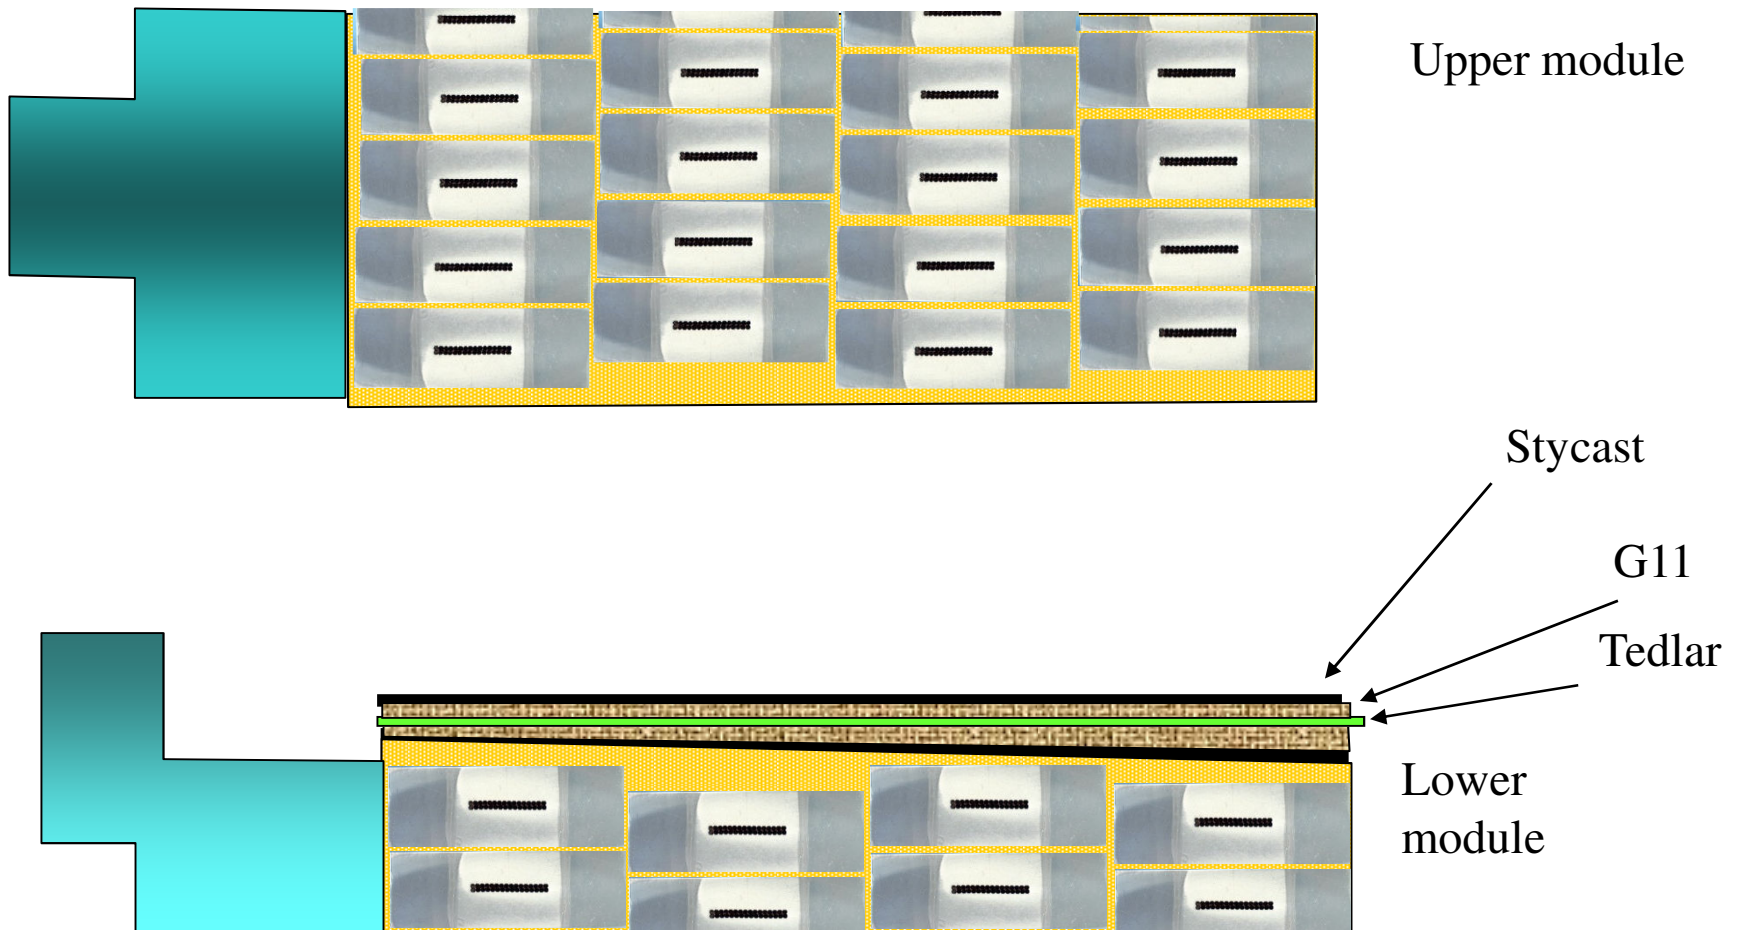 Upper module
Stycast
G11
Tedlar
Lower
module